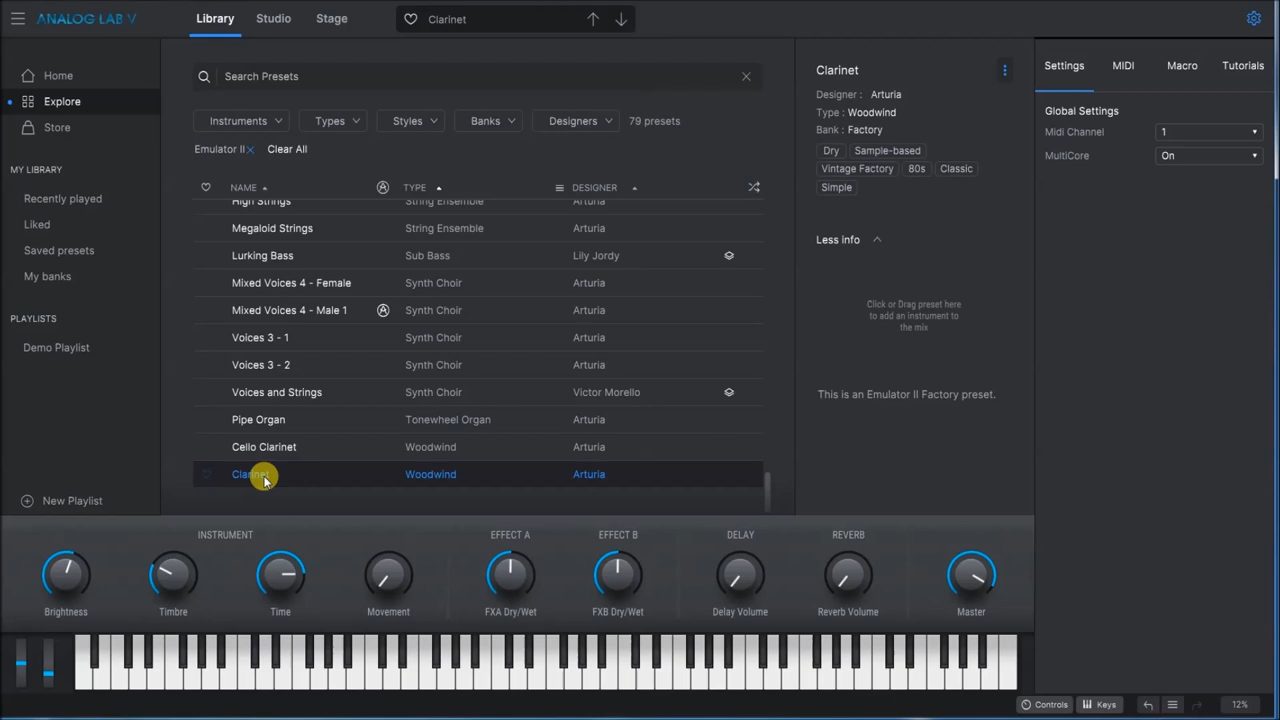 ANALOG LAB V
Library
Studio
Stage
Clarinet
Home
Explore
Store
MY LIBRARY
Recently played
Liked
Saved presets
My banks
PLAYLISTS
Demo Playlist
New Playlist
Search Presets
Instruments
Types
Styles
Banks
Designers
79 presets
Emulator II
Clear All
NAME TYPE DESIGNER
High Strings String Ensemble Arturia
Megaloid Strings String Ensemble Arturia
Lurking Bass Sub Bass Lily Jordy
Mixed Voices 4 - Female Synth Choir Arturia
Mixed Voices 4 - Male 1 Synth Choir Arturia
Voices 3 - 1 Synth Choir Arturia
Voices 3 - 2 Synth Choir Arturia
Voices and Strings Synth Choir Victor Morello
Pipe Organ Tonewheel Organ Arturia
Cello Clarinet Woodwind Arturia
Clarinet Woodwind Arturia
Clarinet
Designer : Arturia
Type : Woodwind
Bank : Factory
Dry Sample-based
Vintage Factory 80s Classic
Simple
Less info
Click or Drag preset here
to add an instrument to
the mix
This is an Emulator II Factory preset.
Settings MIDI Macro Tutorials
Global Settings
Midi Channel 1
MultiCore On
INSTRUMENT EFFECT A EFFECT B DELAY REVERB
Brightness Timbre Time Movement FXA Dry/Wet FXB Dry/Wet Delay Volume Reverb Volume Master
Controls Keys 12%